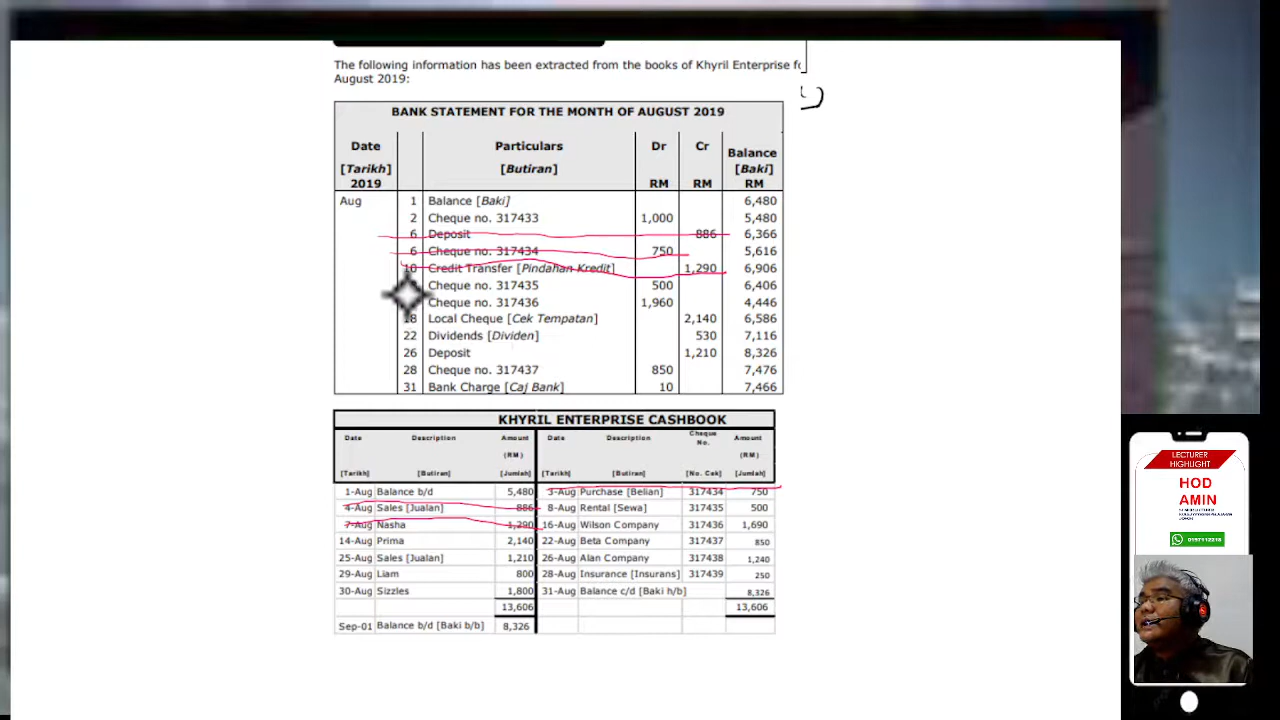 The following information has been extracted from the books of Khyril Enterprise fo
August 2019:
BANK STATEMENT FOR THE MONTH OF AUGUST 2019
Date Particulars Dr Cr Balance
[Tarikh] [Butiran] [Baki]
2019 RM RM RM
Aug 1 Balance [Baki] 6,480
2 Cheque no. 317433 1,000 5,480
6 Deposit 886 6,366
6 Cheque no. 317434 750 5,616
10 Credit Transfer [Pindahan Kredit] 1,290 6,906
Cheque no. 317435 500 6,406
Cheque no. 317436 1,960 4,446
18 Local Cheque [Cek Tempatan] 2,140 6,586
22 Dividends [Dividen] 530 7,116
26 Deposit 1,210 8,326
28 Cheque no. 317437 850 7,476
31 Bank Charge [Caj Bank] 10 7,466
KHYRIL ENTERPRISE CASHBOOK
Date Description Amount Date Description Cheque No. Amount
(RM) (RM)
[Tarikh] [Butiran] [Jumlah] [Tarikh] [Butiran] [No. Cek] [Jumlah]
1-Aug Balance b/d 5,480 3-Aug Purchase [Belian] 317434 750
4-Aug Sales [Jualan] 886 8-Aug Rental [Sewa] 317435 500
7-Aug Nasha 1,290 16-Aug Wilson Company 317436 1,690
14-Aug Prima 2,140 22-Aug Beta Company 317437 850
25-Aug Sales [Jualan] 1,210 26-Aug Alan Company 317438 1,240
29-Aug Liam 800 28-Aug Insurance [Insurans] 317439 250
30-Aug Sizzles 1,800 31-Aug Balance c/d [Baki h/b] 8,326
13,606 13,606
Sep-01 Balance b/d [Baki b/b] 8,326
LECTURER
HIGHLIGHT
HOD
AMIN
0197112218